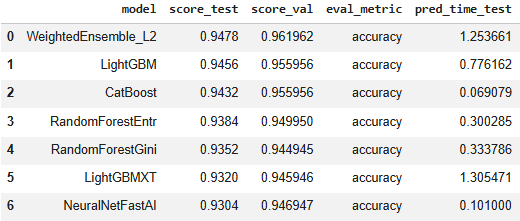 model score_test score_val eval_metric pred_time_test
0 WeightedEnsemble_L2 0.9478 0.961962 accuracy 1.253661
1 LightGBM 0.9456 0.955956 accuracy 0.776162
2 CatBoost 0.9432 0.955956 accuracy 0.069079
3 RandomForestEntr 0.9384 0.949950 accuracy 0.300285
4 RandomForestGini 0.9352 0.944945 accuracy 0.333786
5 LightGBMXT 0.9320 0.945946 accuracy 1.305471
6 NeuralNetFastAI 0.9304 0.946947 accuracy 0.101000